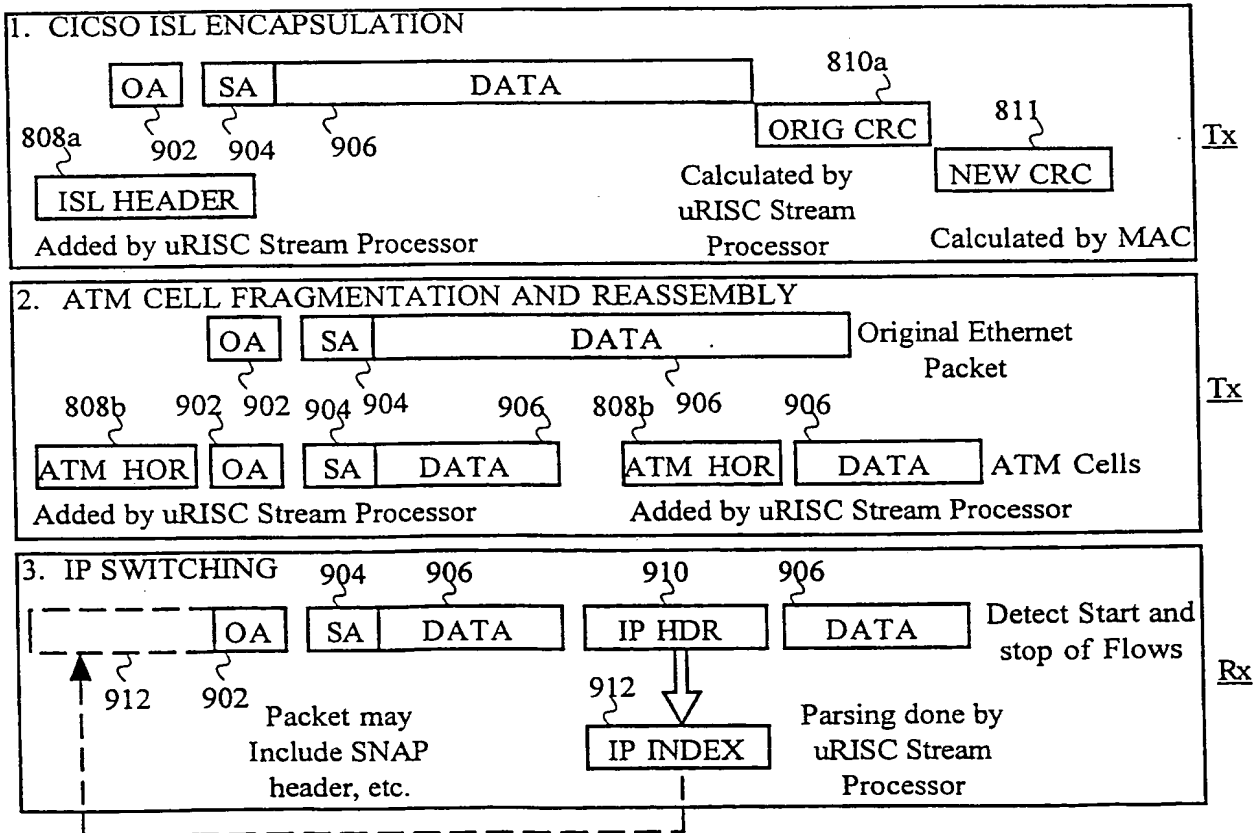 1. CICSO ISL ENCAPSULATION
OA SA DATA
810a
902 904 906
ORIG CRC
811
Tx
808a
ISL HEADER
NEW CRC
Added by uRISC Stream Processor
Calculated by
uRISC Stream
Processor
Calculated by MAC
2. ATM CELL FRAGMENTATION AND REASSEMBLY
OA SA DATA
Original Ethernet
Packet
Tx
808b 902 902 904 904 906 808b 906 906
ATM HOR OA SA DATA ATM HOR DATA ATM Cells
Added by uRISC Stream Processor
Added by uRISC Stream Processor
3. IP SWITCHING
904 906 910 906
OA SA DATA IP HDR DATA
Detect Start and
stop of Flows
Rx
912 902
912
Packet may
Include SNAP
header, etc.
IP INDEX
Parsing done by
uRISC Stream
Processor